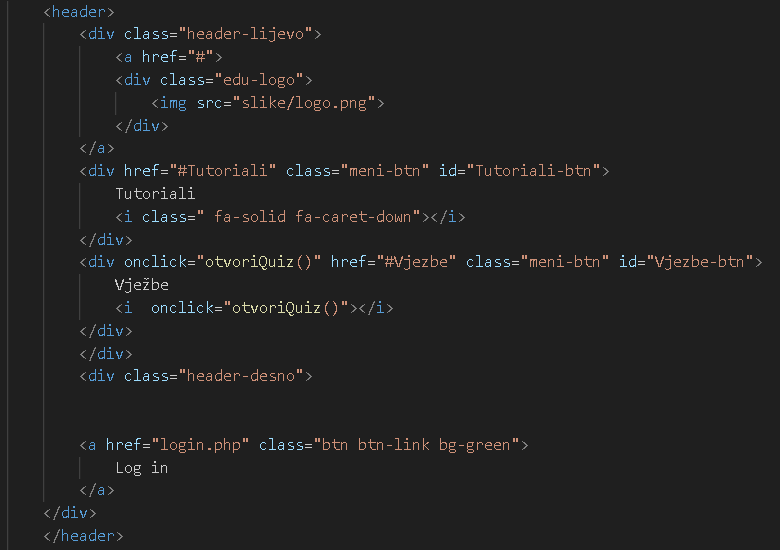 <header>
<div class="header-lijevo">
<a href="#">
<div class="edu-logo">
<img src="slike/logo.png">
</div>
</a>
<div href="#Tutoriali" class="meni-btn" id="Tutoriali-btn">
Tutoriali
<i class=" fa-solid fa-caret-down"></i>
</div>
<div onclick="otvoriQuiz()" href="#Vjezbe" class="meni-btn" id="Vjezbe-btn">
Vježbe
<i  onclick="otvoriQuiz()"></i>
</div>
</div>
<div class="header-desno">
<a href="login.php" class="btn btn-link bg-green">
Log in
</a>
</div>
</header>